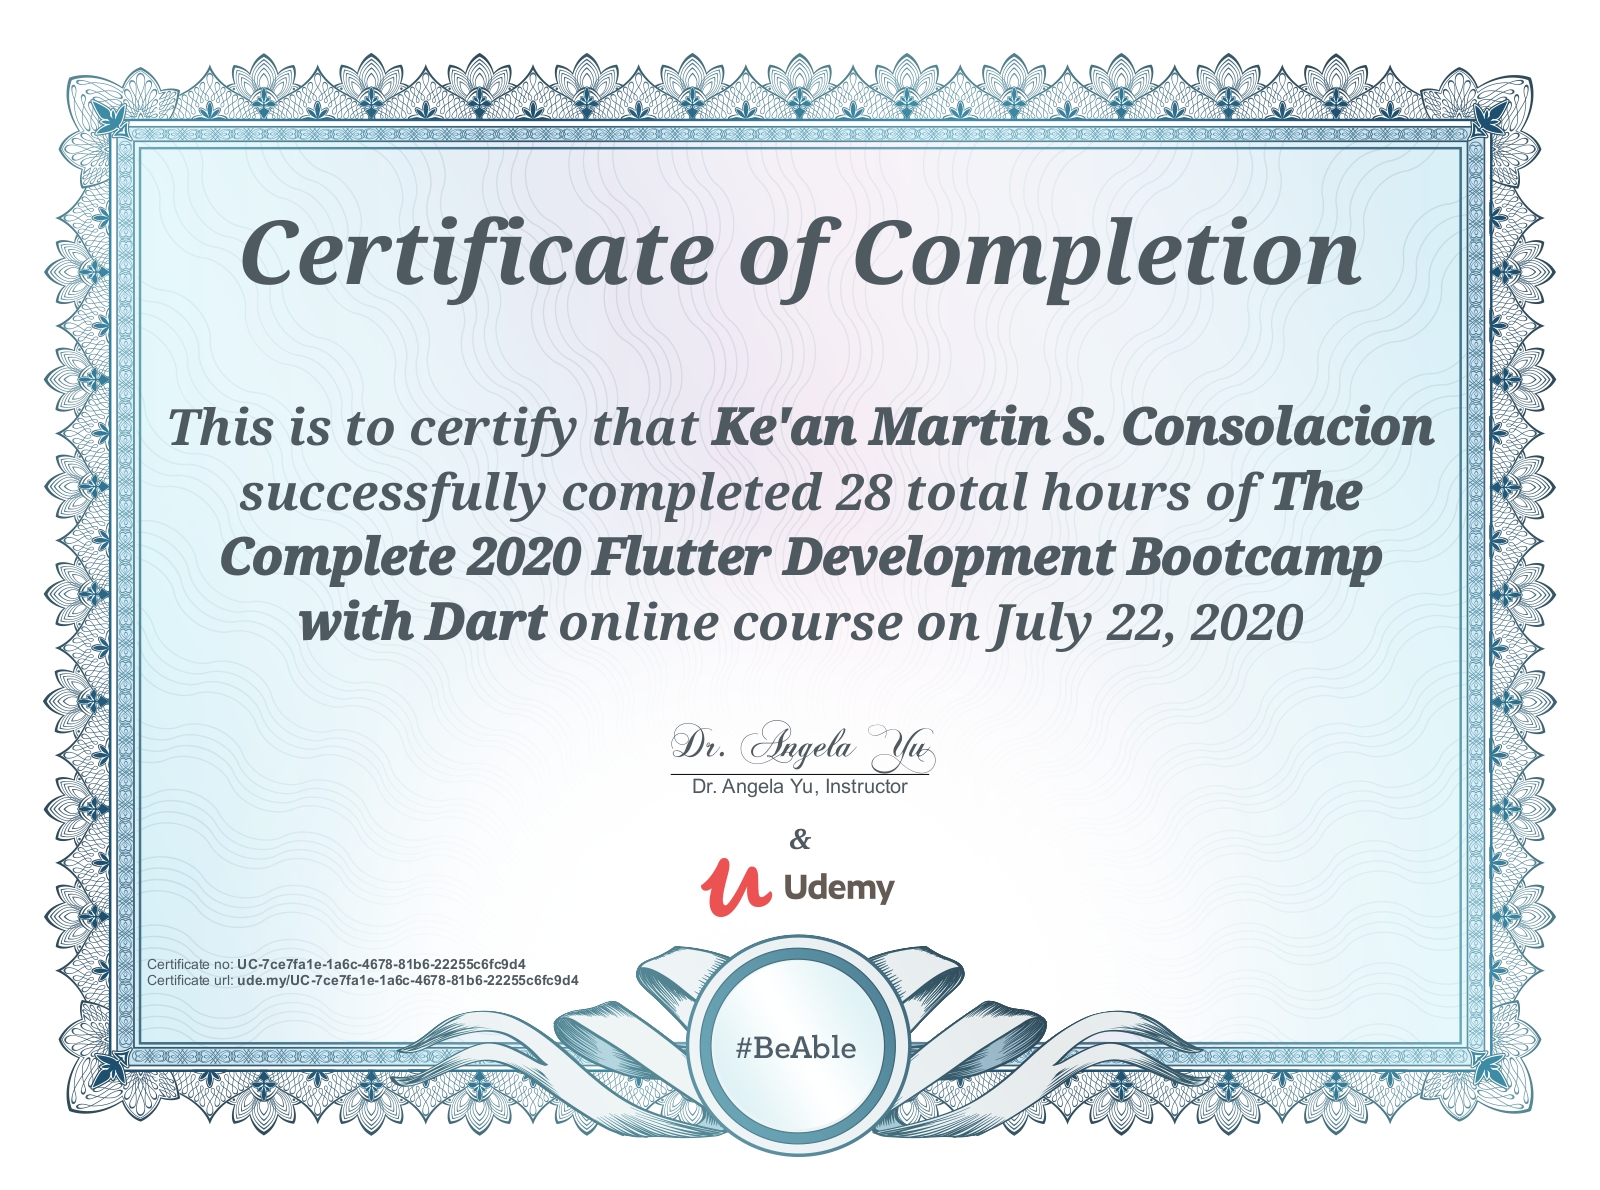 Certificate of Completion
This is to certify that Ke'an Martin S. Consolacion
successfully completed 28 total hours of The
Complete 2020 Flutter Development Bootcamp
with Dart online course on July 22, 2020
Dr. Angela Yu
Dr. Angela Yu, Instructor
&
Udemy
Certificate no: UC-7ce7fa1e-1a6c-4678-81b6-22255c6fc9d4
Certificate url: ude.my/UC-7ce7fa1e-1a6c-4678-81b6-22255c6fc9d4
#BeAble